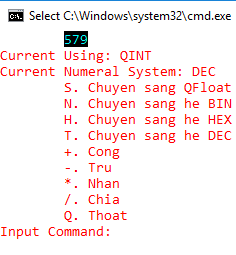 Select C:\Windows\system32\cmd.exe
579
Current Using: QINT
Current Numeral System: DEC
S. Chuyen sang QFloat
N. Chuyen sang he BIN
H. Chuyen sang he HEX
T. Chuyen sang he DEC
+. Cong
-. Tru
*. Nhan
/. Chia
Q. Thoat
Input Command: